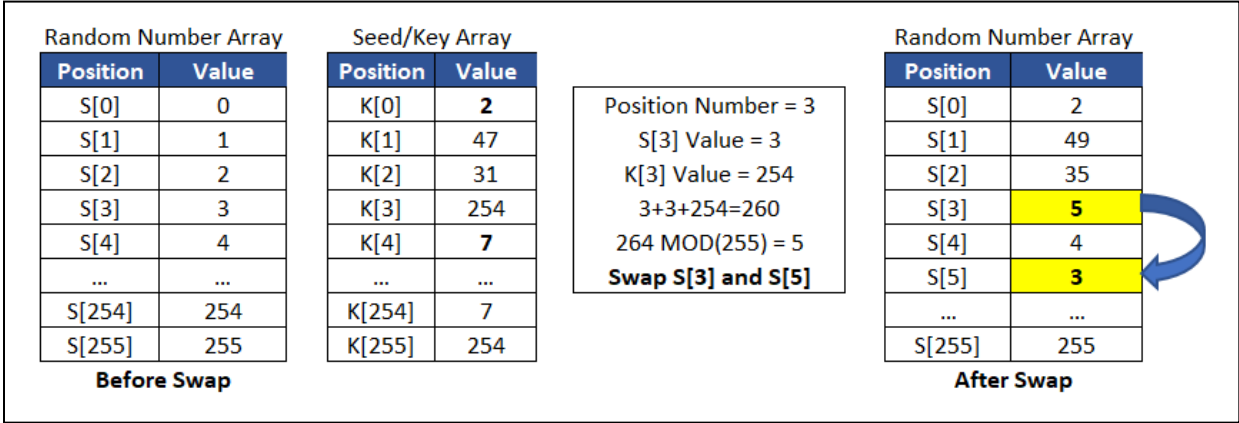 Random Number Array Seed/Key Array Random Number Array
Position Value Position Value Position Value
S[0] 0 K[0] 2 Position Number = 3 S[0] 2
S[1] 1 K[1] 47 S[3] Value = 3 S[1] 49
S[2] 2 K[2] 31 K[3] Value = 254 S[2] 35
S[3] 3 K[3] 254 3+3+254=260 S[3] 5
S[4] 4 K[4] 7 264 MOD(255) = 5 S[4] 4
... ... ... ... Swap S[3] and S[5] S[5] 3
S[254] 254 K[254] 7 ... ...
S[255] 255 K[255] 254 S[255] 255
Before Swap After Swap